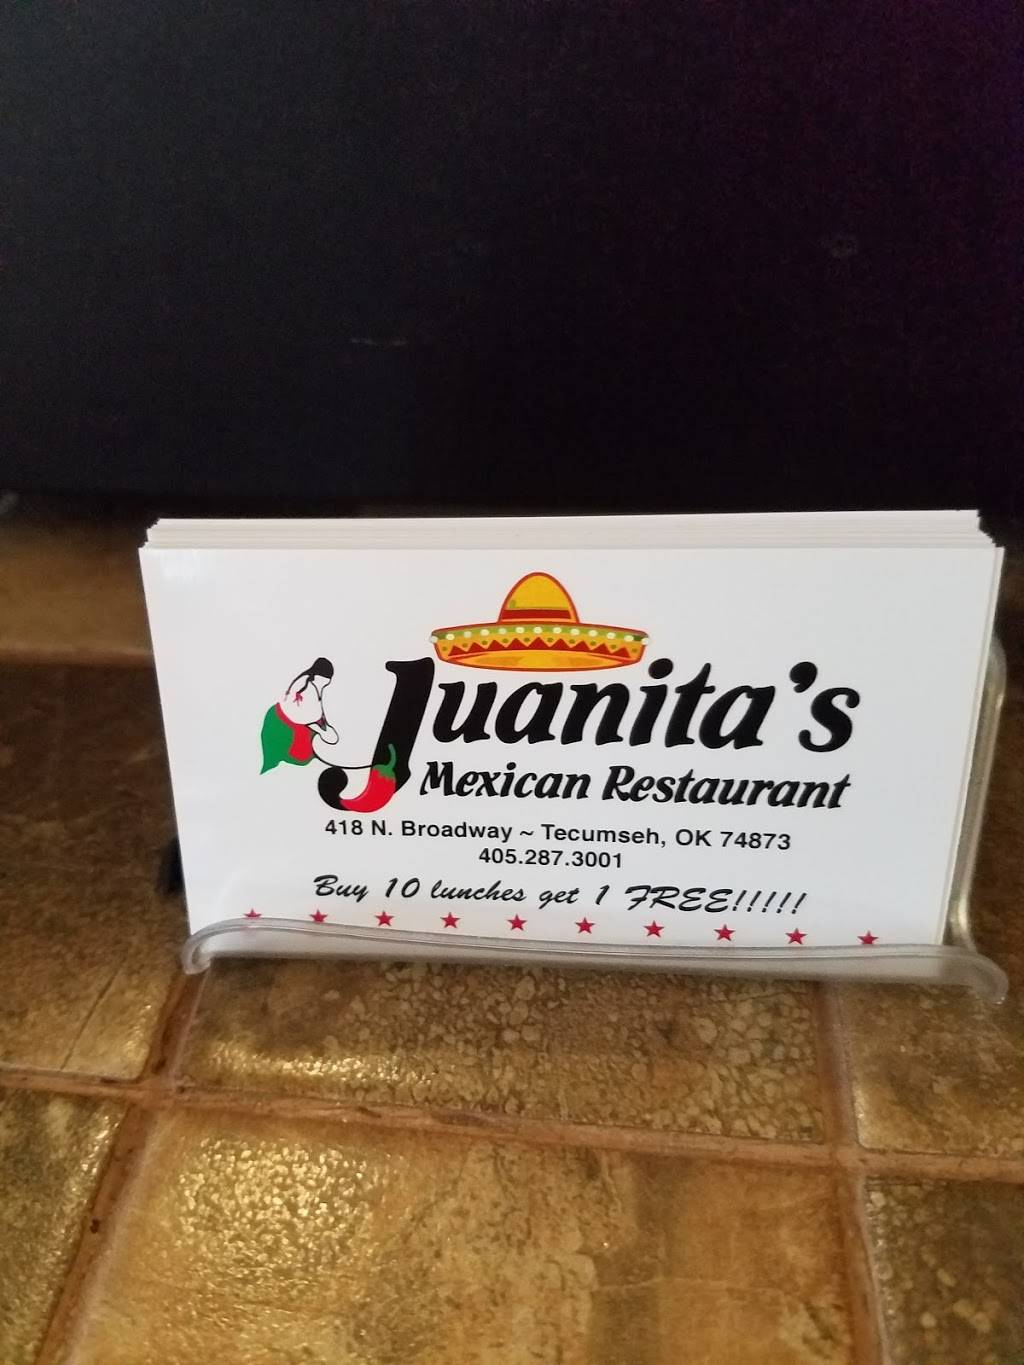 Juanita's
Mexican Restaurant
418 N. Broadway ~ Tecumseh, OK 74873
405.287.3001
Buy 10 lunches get 1 FREE!!!!!